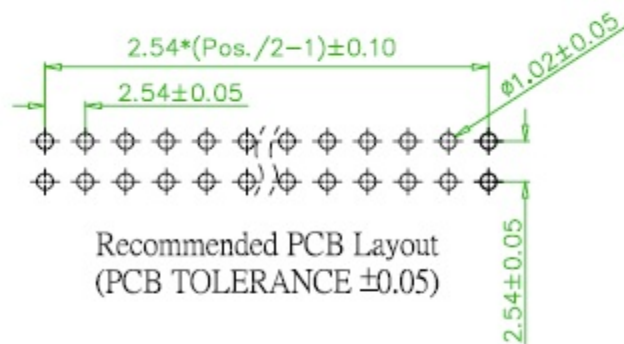 2.54*(Pos./2-1)±0.10
ø1.02±0.05
2.54±0.05
2.54±0.05
Recommended PCB Layout
(PCB TOLERANCE ±0.05)